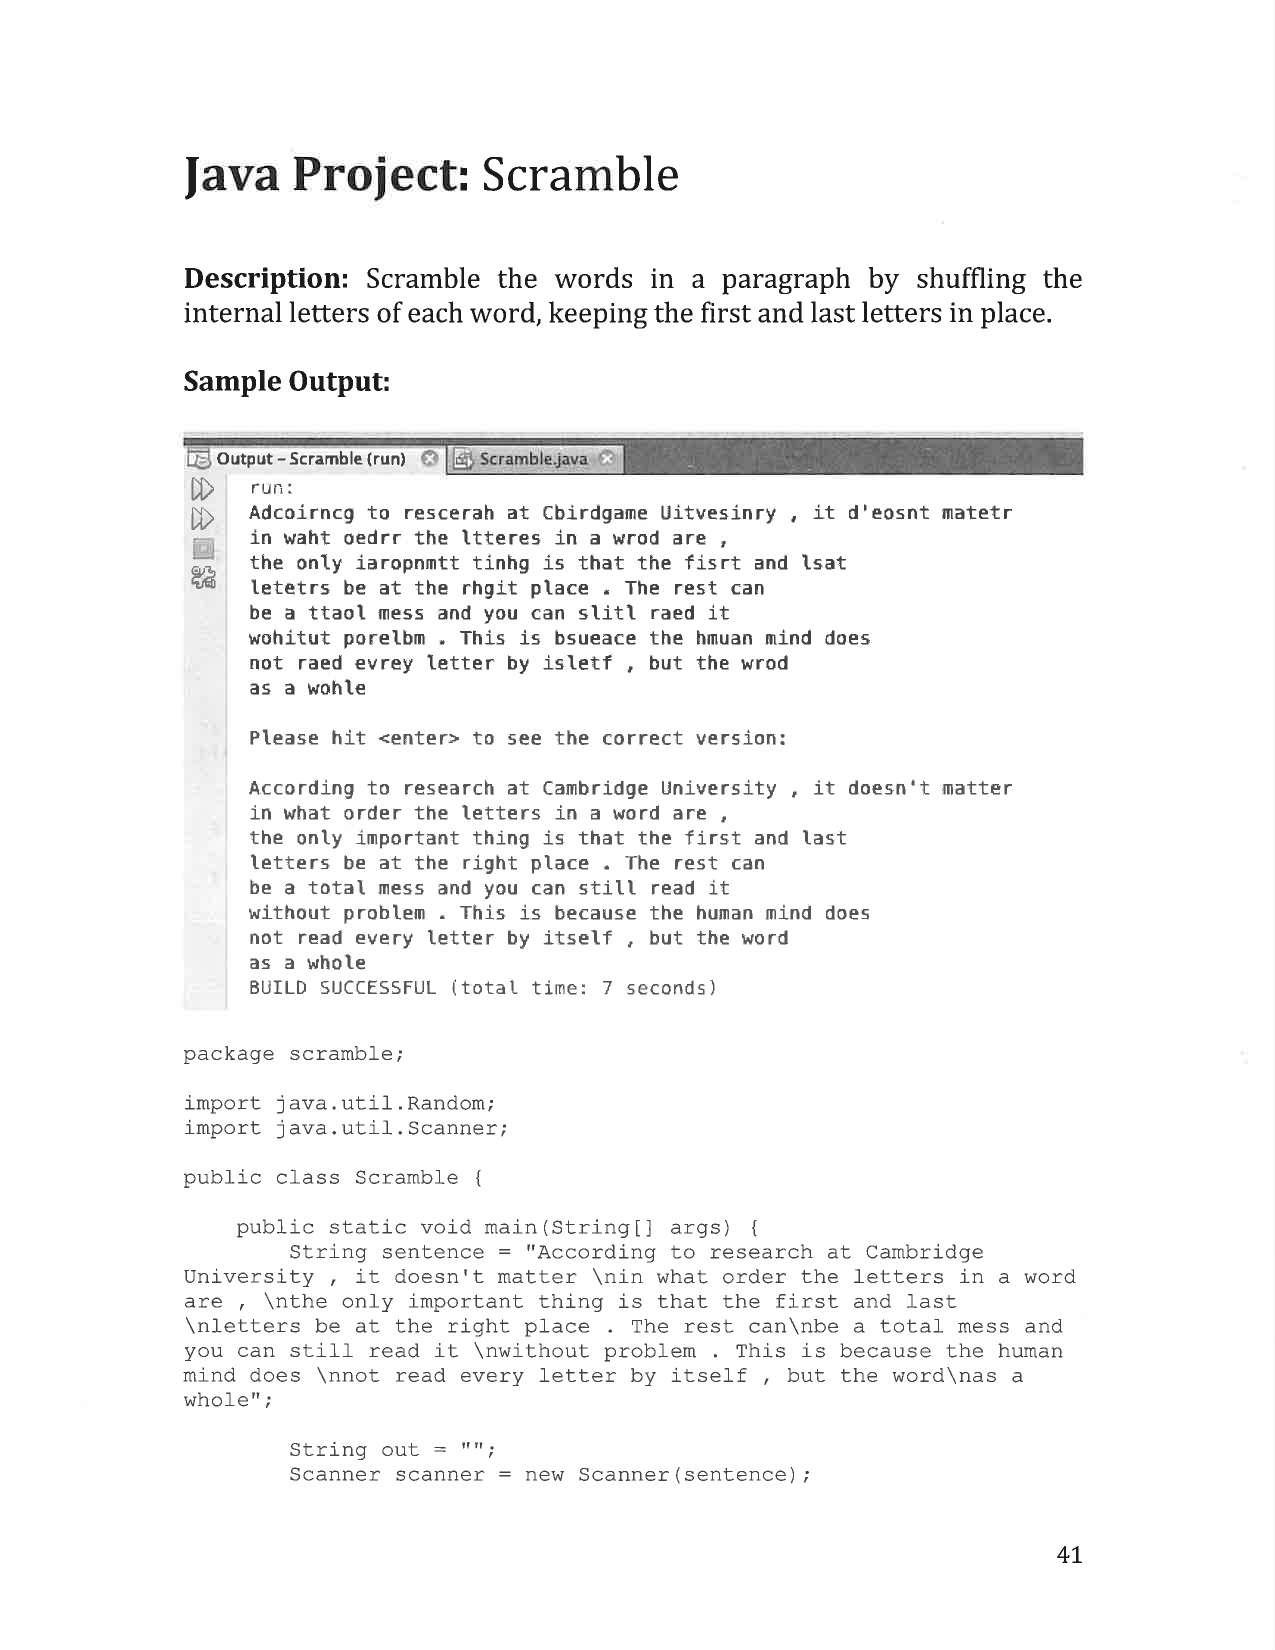 Java Project: Scramble
Description: Scramble the words in a paragraph by shuffling the
internal letters of each word, keeping the first and last letters in place.
Sample Output:
Output - Scramble (run) Scramble.java
run:
Adcoirncg to rescerah at Cbirdgame Uitvesinry , it d'eosnt matetr
in waht oedrr the ltteres in a wrod are ,
the only iaropnmtt tinhg is that the fisrt and lsat
letetrs be at the rhgit place . The rest can
be a ttaol mess and you can slitl raed it
wohitut porelbm . This is bsueace the hmuan mind does
not raed evrey letter by isletf , but the wrod
as a wohle
Please hit <enter> to see the correct version:
According to research at Cambridge University , it doesn't matter
in what order the letters in a word are ,
the only important thing is that the first and last
letters be at the right place . The rest can
be a total mess and you can still read it
without problem . This is because the human mind does
not read every letter by itself , but the word
as a whole
BUILD SUCCESSFUL (total time: 7 seconds)
package scramble;
import java.util.Random;
import java.util.Scanner;
public class Scramble {
public static void main(String[] args) {
String sentence = "According to research at Cambridge
University , it doesn't matter \nin what order the letters in a word
are , \nthe only important thing is that the first and last
\nletters be at the right place . The rest can\nbe a total mess and
you can still read it \nwithout problem . This is because the human
mind does \nnot read every letter by itself , but the word\nas a
whole";
String out = "";
Scanner scanner = new Scanner(sentence);
41